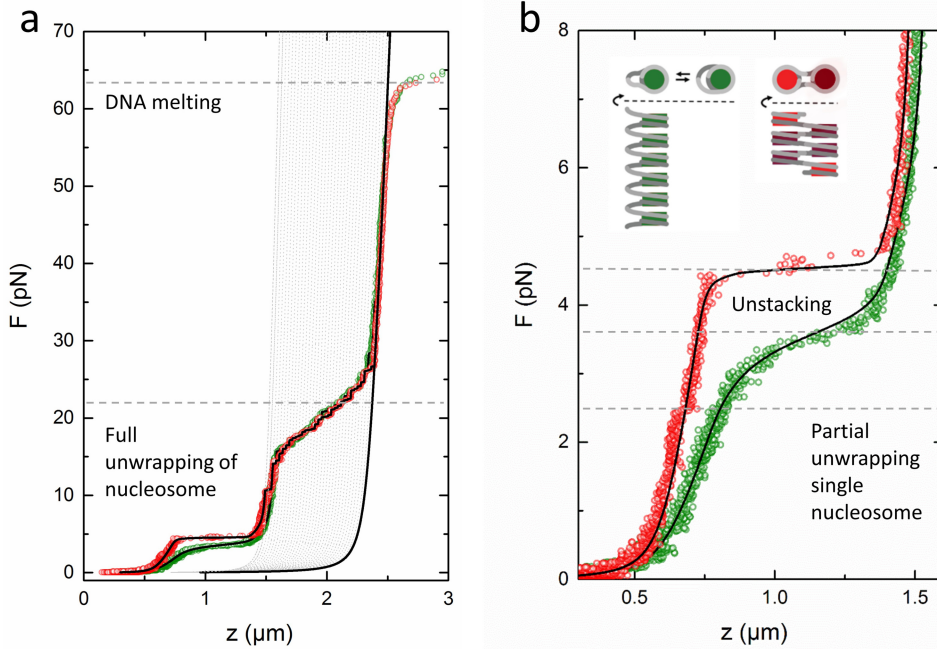 a
70
60
50
40
30
20
10
0
F (pN)
DNA melting
Full
unwrapping of
nucleosome
0
1
2
3
z (µm)
b
8
6
4
2
0
F (pN)
Unstacking
Partial
unwrapping
single
nucleosome
0.5
1.0
1.5
z (µm)